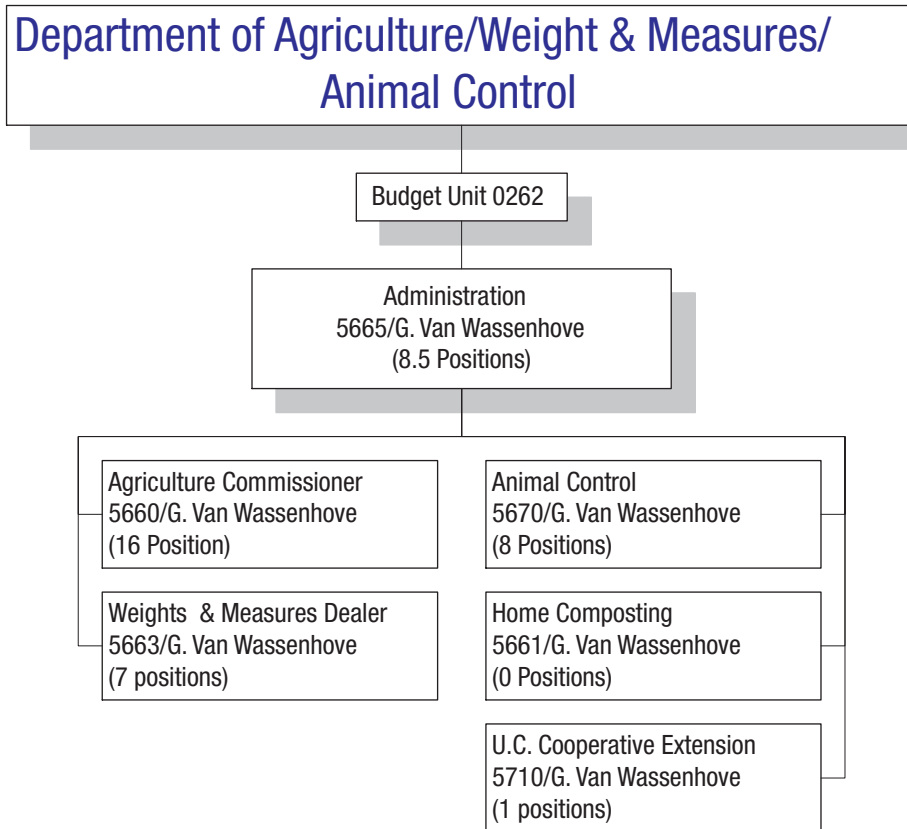 Department of Agriculture/Weight & Measures/
Animal Control
Budget Unit 0262
Administration
5665/G. Van Wassenhove
(8.5 Positions)
Agriculture Commissioner
5660/G. Van Wassenhove
(16 Position)
Weights & Measures Dealer
5663/G. Van Wassenhove
(7 positions)
Animal Control
5670/G. Van Wassenhove
(8 Positions)
Home Composting
5661/G. Van Wassenhove
(0 Positions)
U.C. Cooperative Extension
5710/G. Van Wassenhove
(1 positions)